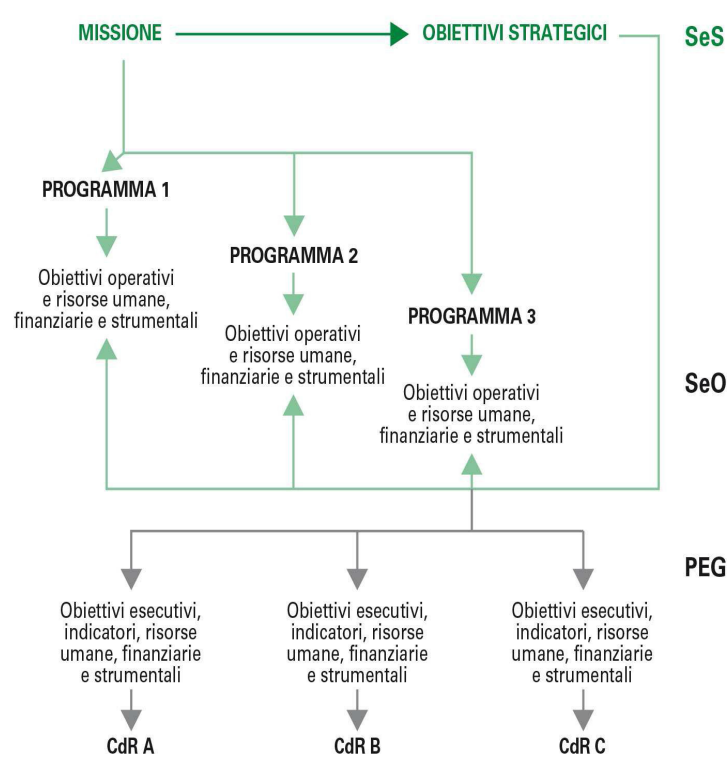 MISSIONE
OBIETTIVI STRATEGICI
SeS
PROGRAMMA 1
Obiettivi operativi
e risorse umane,
finanziarie e strumentali
PROGRAMMA 2
Obiettivi operativi
e risorse umane,
finanziarie e strumentali
PROGRAMMA 3
Obiettivi operativi
e risorse umane,
finanziarie e strumentali
SeO
PEG
Obiettivi esecutivi,
indicatori, risorse
umane, finanziarie
e strumentali
CdR A
Obiettivi esecutivi,
indicatori, risorse
umane, finanziarie
e strumentali
CdR B
Obiettivi esecutivi,
indicatori, risorse
umane, finanziarie
e strumentali
CdR C